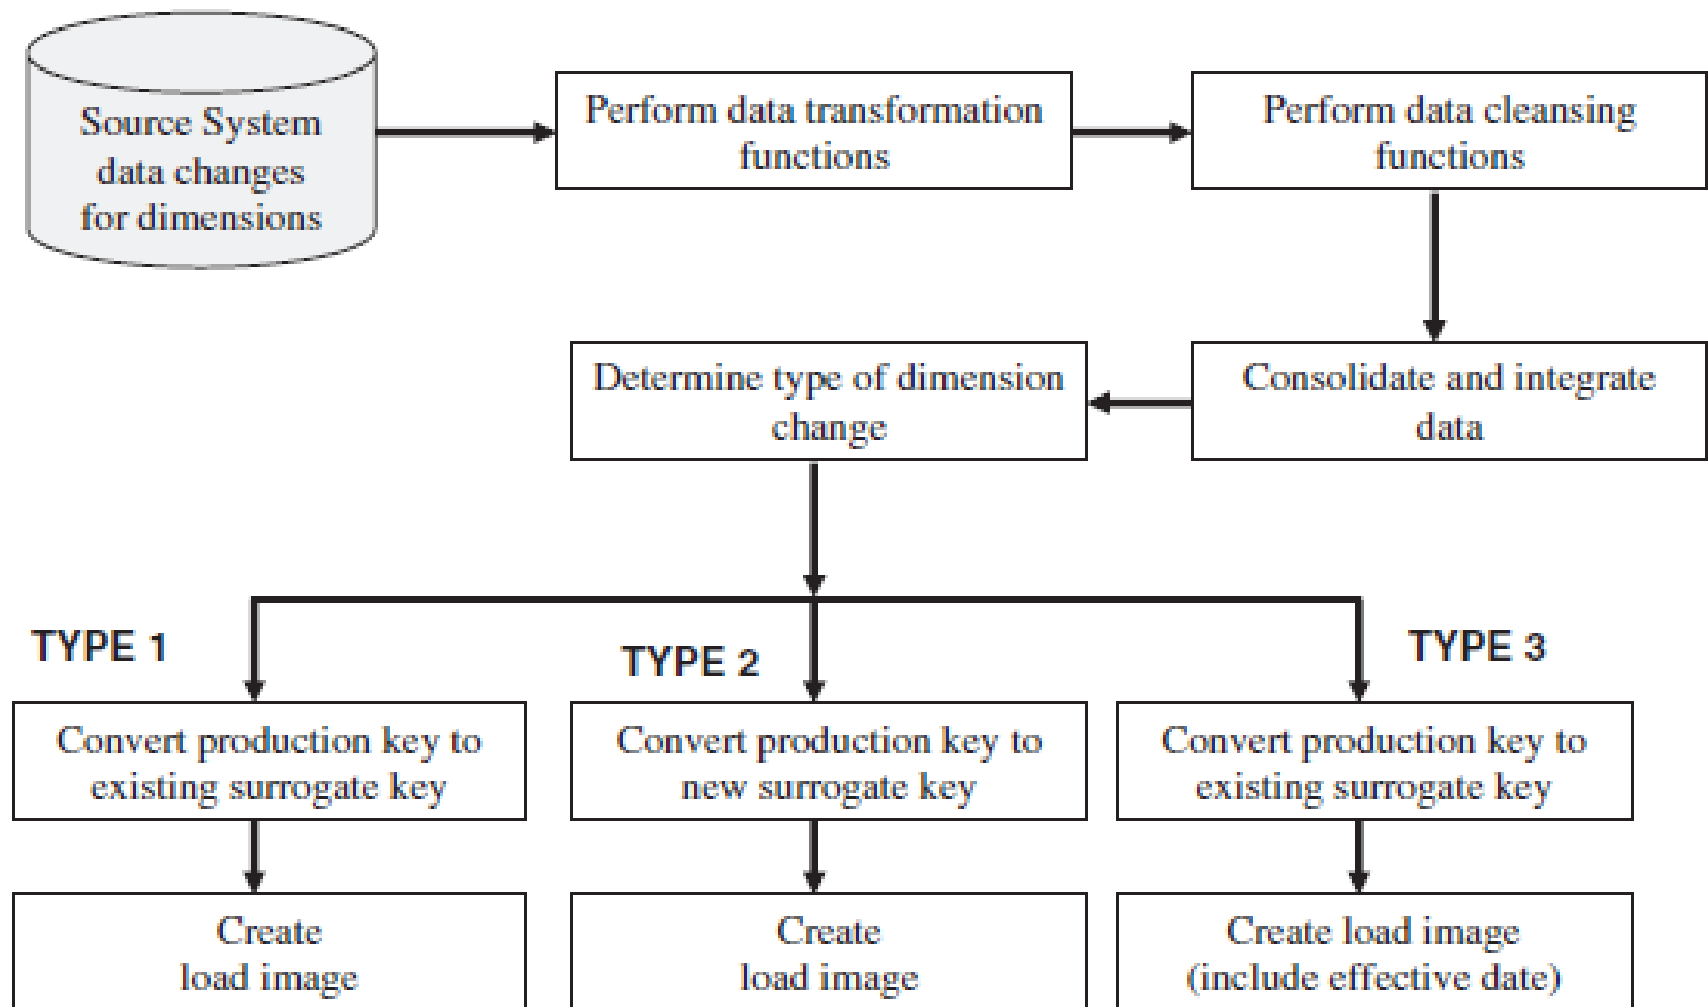 Source System
data changes
for dimensions
Perform data transformation
functions
Perform data cleansing
functions
Determine type of dimension
change
Consolidate and integrate
data
TYPE 1
TYPE 2
TYPE 3
Convert production key to
existing surrogate key
Convert production key to
new surrogate key
Convert production key to
existing surrogate key
Create
load image
Create
load image
Create load image
(include effective date)